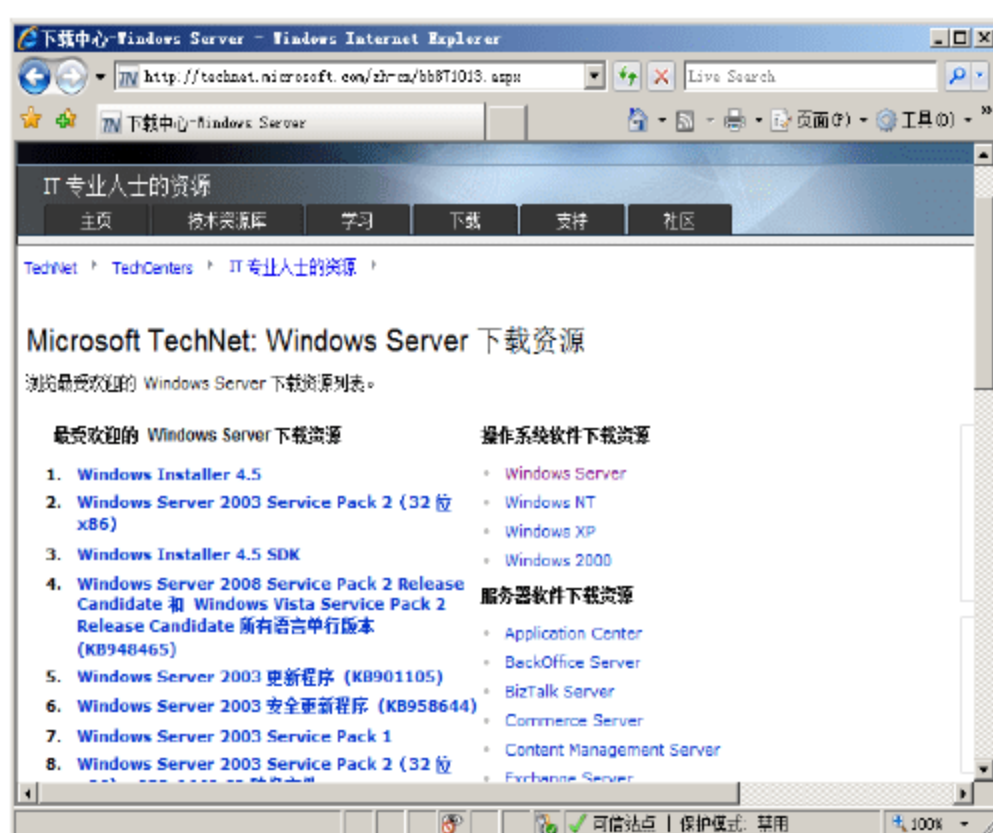 下载中心-Windows Server - Windows Internet Explorer
http://technet.microsoft.com/zh-cn/bb871013.aspx
Live Search
下载中心-Windows Server
页面(P)
工具(O)
IT 专业人士的资源
主页 技术资源库 学习 下载 支持 社区
TechNet TechCenters IT 专业人士的资源
Microsoft TechNet: Windows Server 下载资源
浏览最受欢迎的 Windows Server 下载资源列表。
最受欢迎的 Windows Server 下载资源
1. Windows Installer 4.5
2. Windows Server 2003 Service Pack 2 (32 位
x86)
3. Windows Installer 4.5 SDK
4. Windows Server 2008 Service Pack 2 Release
Candidate 和 Windows Vista Service Pack 2
Release Candidate 所有语言单行版本
(KB948465)
5. Windows Server 2003 更新程序 (KB901105)
6. Windows Server 2003 安全更新程序 (KB958644)
7. Windows Server 2003 Service Pack 1
8. Windows Server 2003 Service Pack 2 (32 位
操作系统软件下载资源
Windows Server
Windows NT
Windows XP
Windows 2000
服务器软件下载资源
Application Center
BackOffice Server
BizTalk Server
Commerce Server
Content Management Server
Exchange Server
可信站点 | 保护模式: 禁用
100%